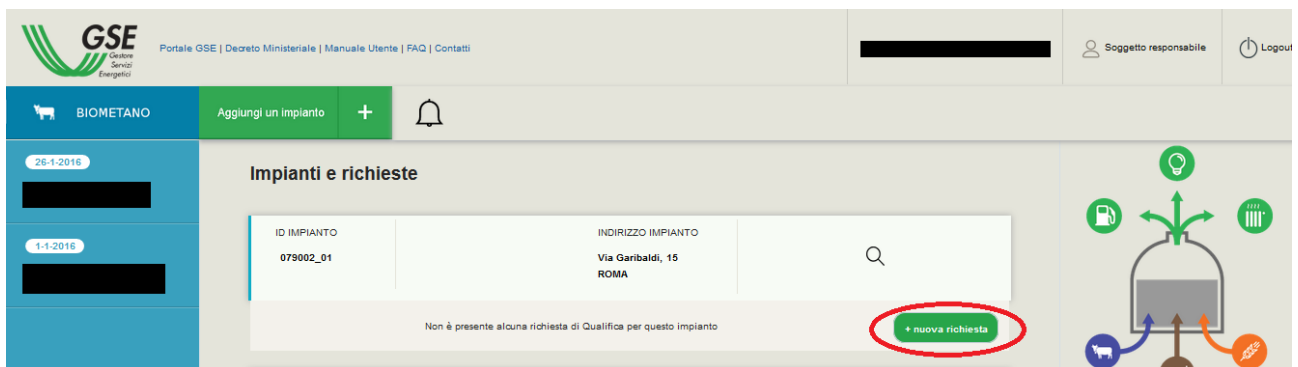 GSE
Gestore
Servizi
Energetici
Portale GSE | Decreto Ministeriale | Manuale Utente | FAQ | Contatti
Soggetto responsabile
Logout
BIOMETANO
Aggiungi un impianto +
26-1-2016
1-1-2016
Impianti e richieste
ID IMPIANTO
079002_01
INDIRIZZO IMPIANTO
Via Garibaldi, 15
ROMA
Non è presente alcuna richiesta di Qualifica per questo impianto
+ nuova richiesta